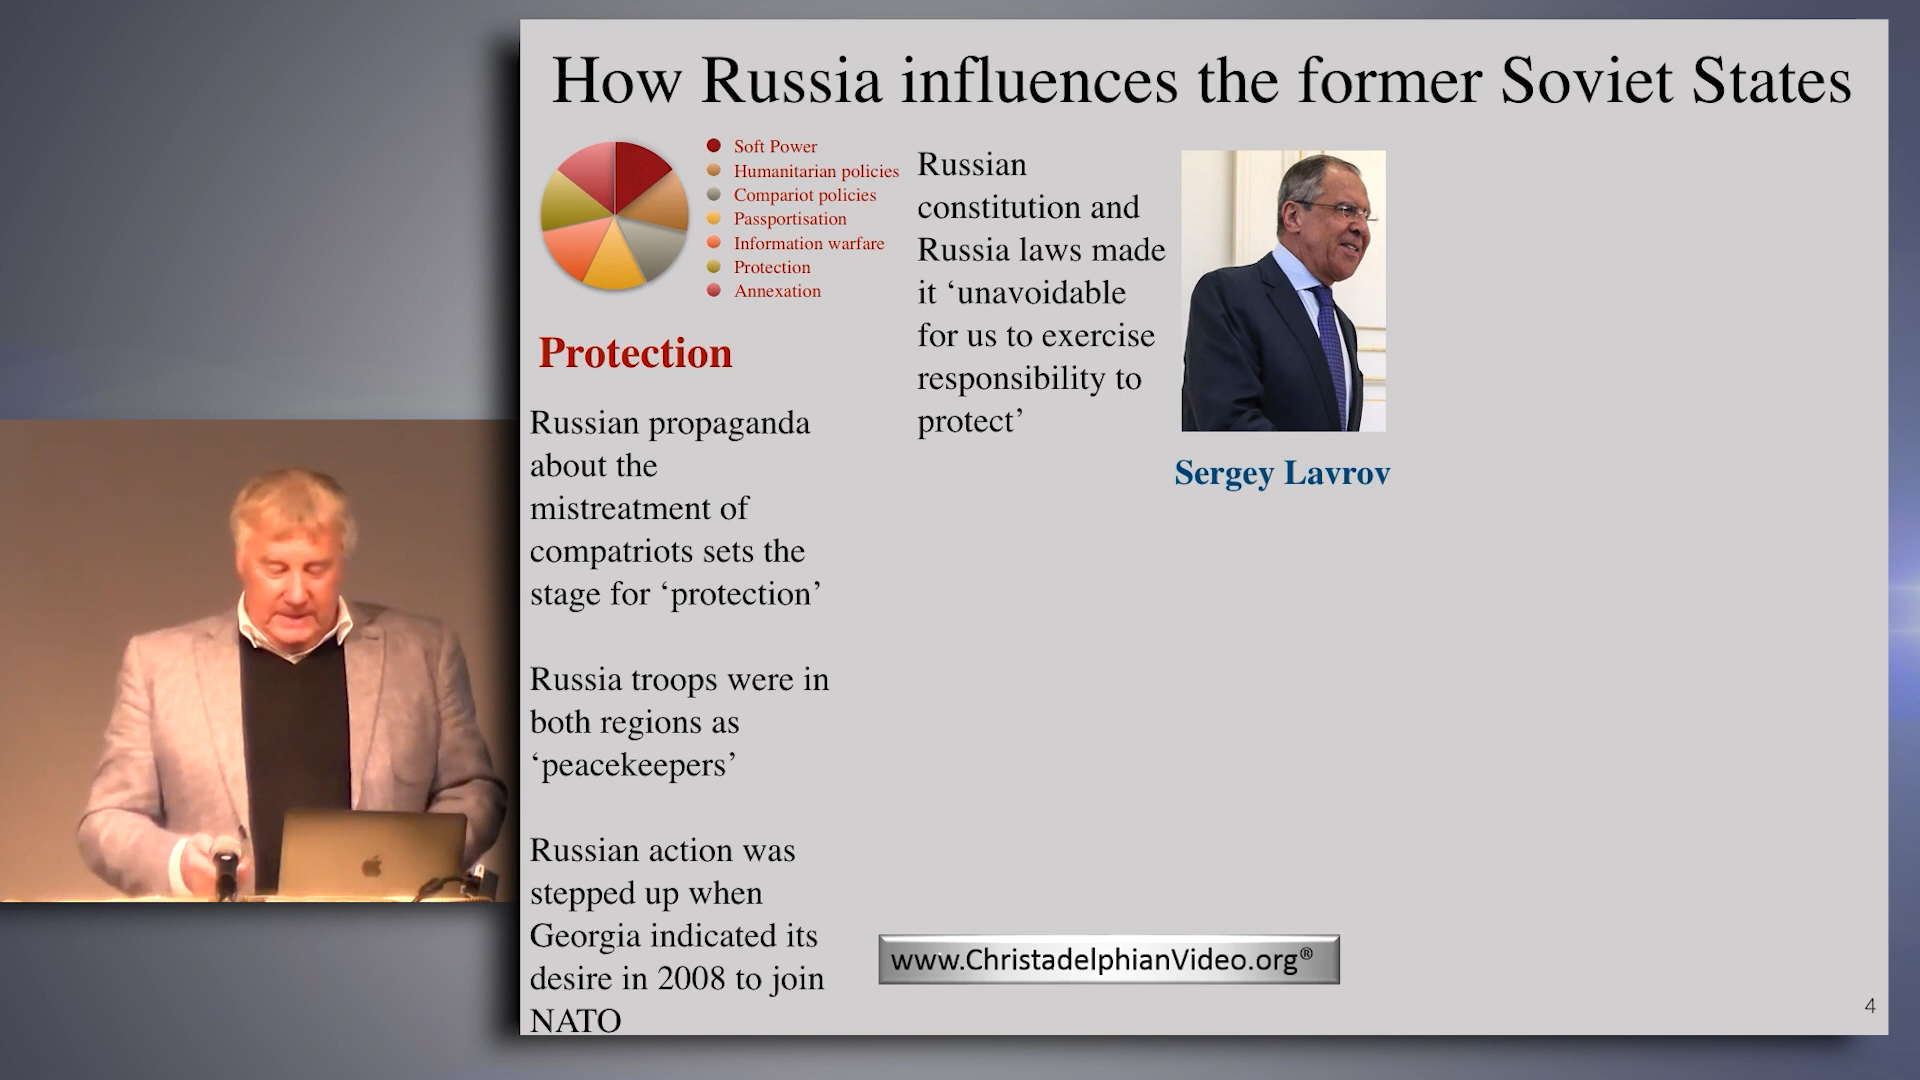 How Russia influences the former Soviet States
Soft Power
Humanitarian policies
Compariot policies
Passportisation
Information warfare
Protection
Annexation
Protection
Russian propaganda
about the
mistreatment of
compatriots sets the
stage for ‘protection’
Russia troops were in
both regions as
‘peacekeepers’
Russian action was
stepped up when
Georgia indicated its
desire in 2008 to join
NATO
Russian
constitution and
Russia laws made
it ‘unavoidable
for us to exercise
responsibility to
protect’
Sergey Lavrov
www.ChristadelphianVideo.org®
4